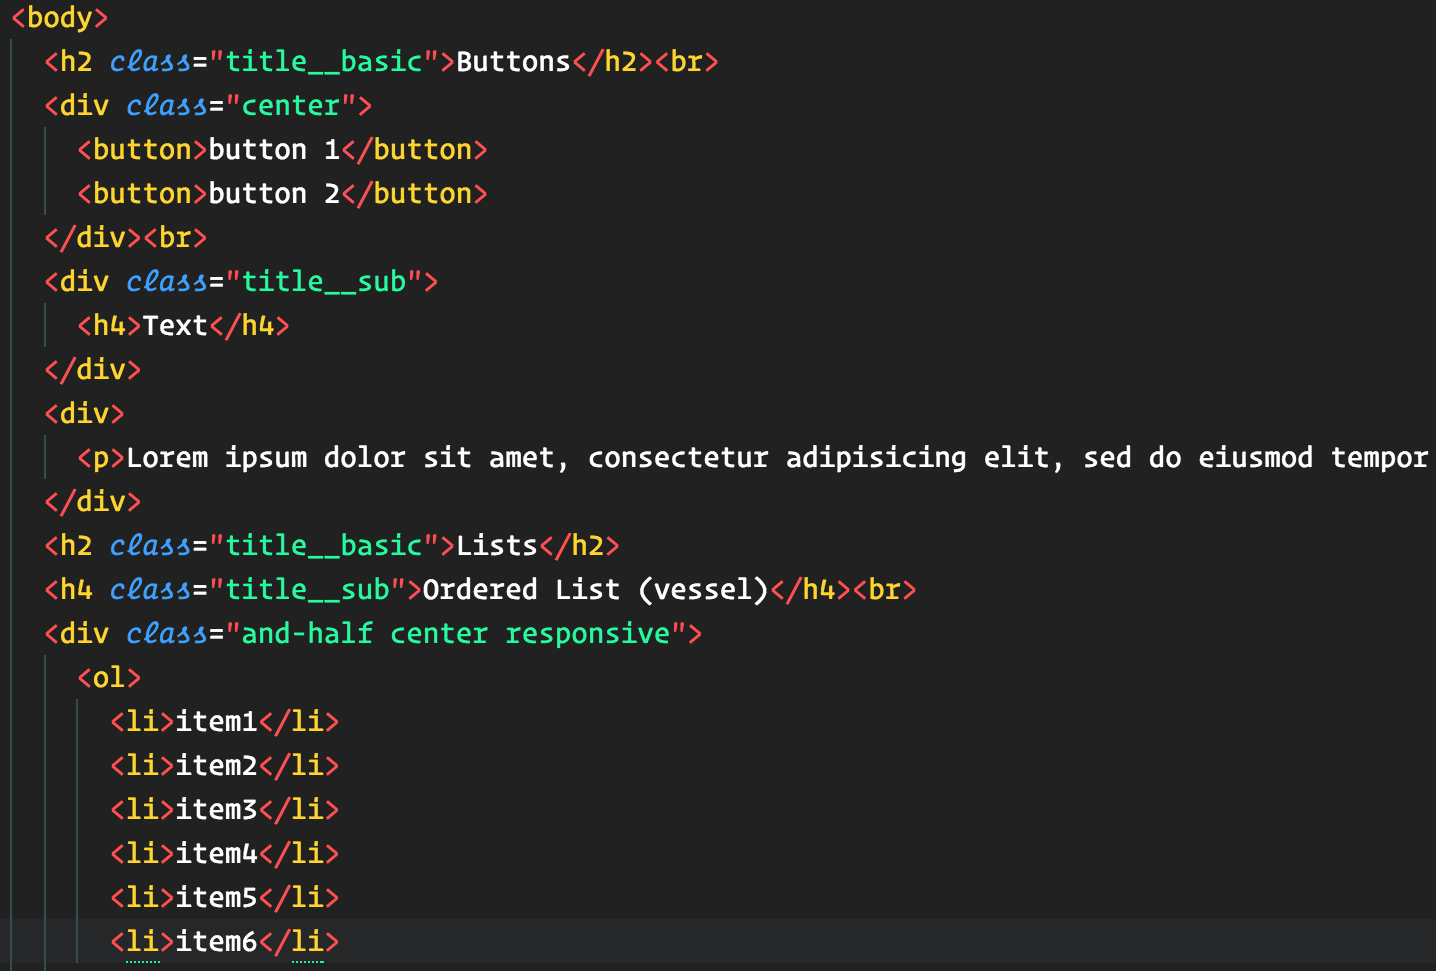 <body>
<h2 class="title__basic">Buttons</h2><br>
<div class="center">
<button>button 1</button>
<button>button 2</button>
</div><br>
<div class="title__sub">
<h4>Text</h4>
</div>
<div>
<p>Lorem ipsum dolor sit amet, consectetur adipisicing elit, sed do eiusmod tempor
</div>
<h2 class="title__basic">Lists</h2>
<h4 class="title__sub">Ordered List (vessel)</h4><br>
<div class="and-half center responsive">
<ol>
<li>item1</li>
<li>item2</li>
<li>item3</li>
<li>item4</li>
<li>item5</li>
<li>item6</li>